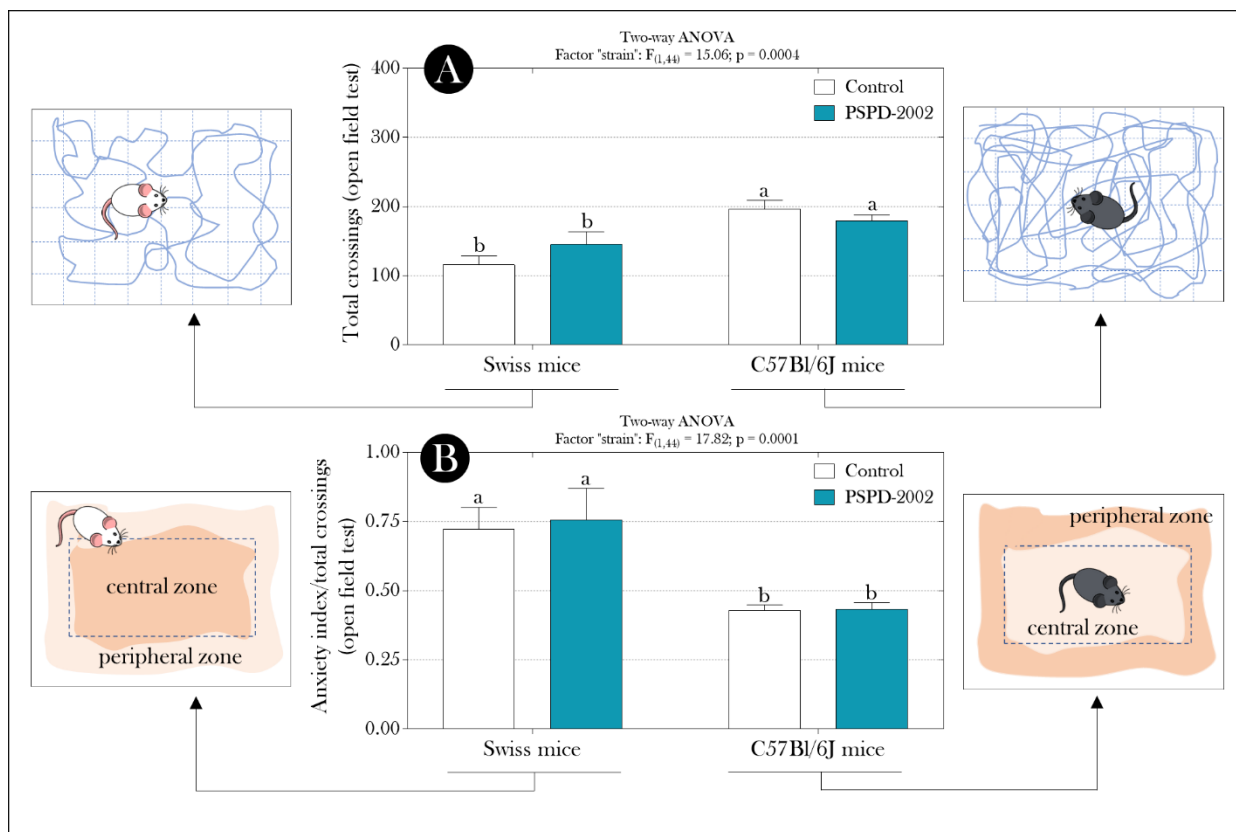 Two-way ANOVA
Factor "strain": F(1,44) = 15.06; p = 0.0004
A
Total crossings (open field test)
400
300
200
100
0
Control
PSPD-2002
b
b
a
a
Swiss mice
C57Bl/6J mice
Two-way ANOVA
Factor "strain": F(1,44) = 17.82; p = 0.0001
B
Anxiety index/total crossings
(open field test)
1.00
0.75
0.50
0.25
0.00
Control
PSPD-2002
a
a
b
b
Swiss mice
C57Bl/6J mice
central zone
peripheral zone
peripheral zone
central zone